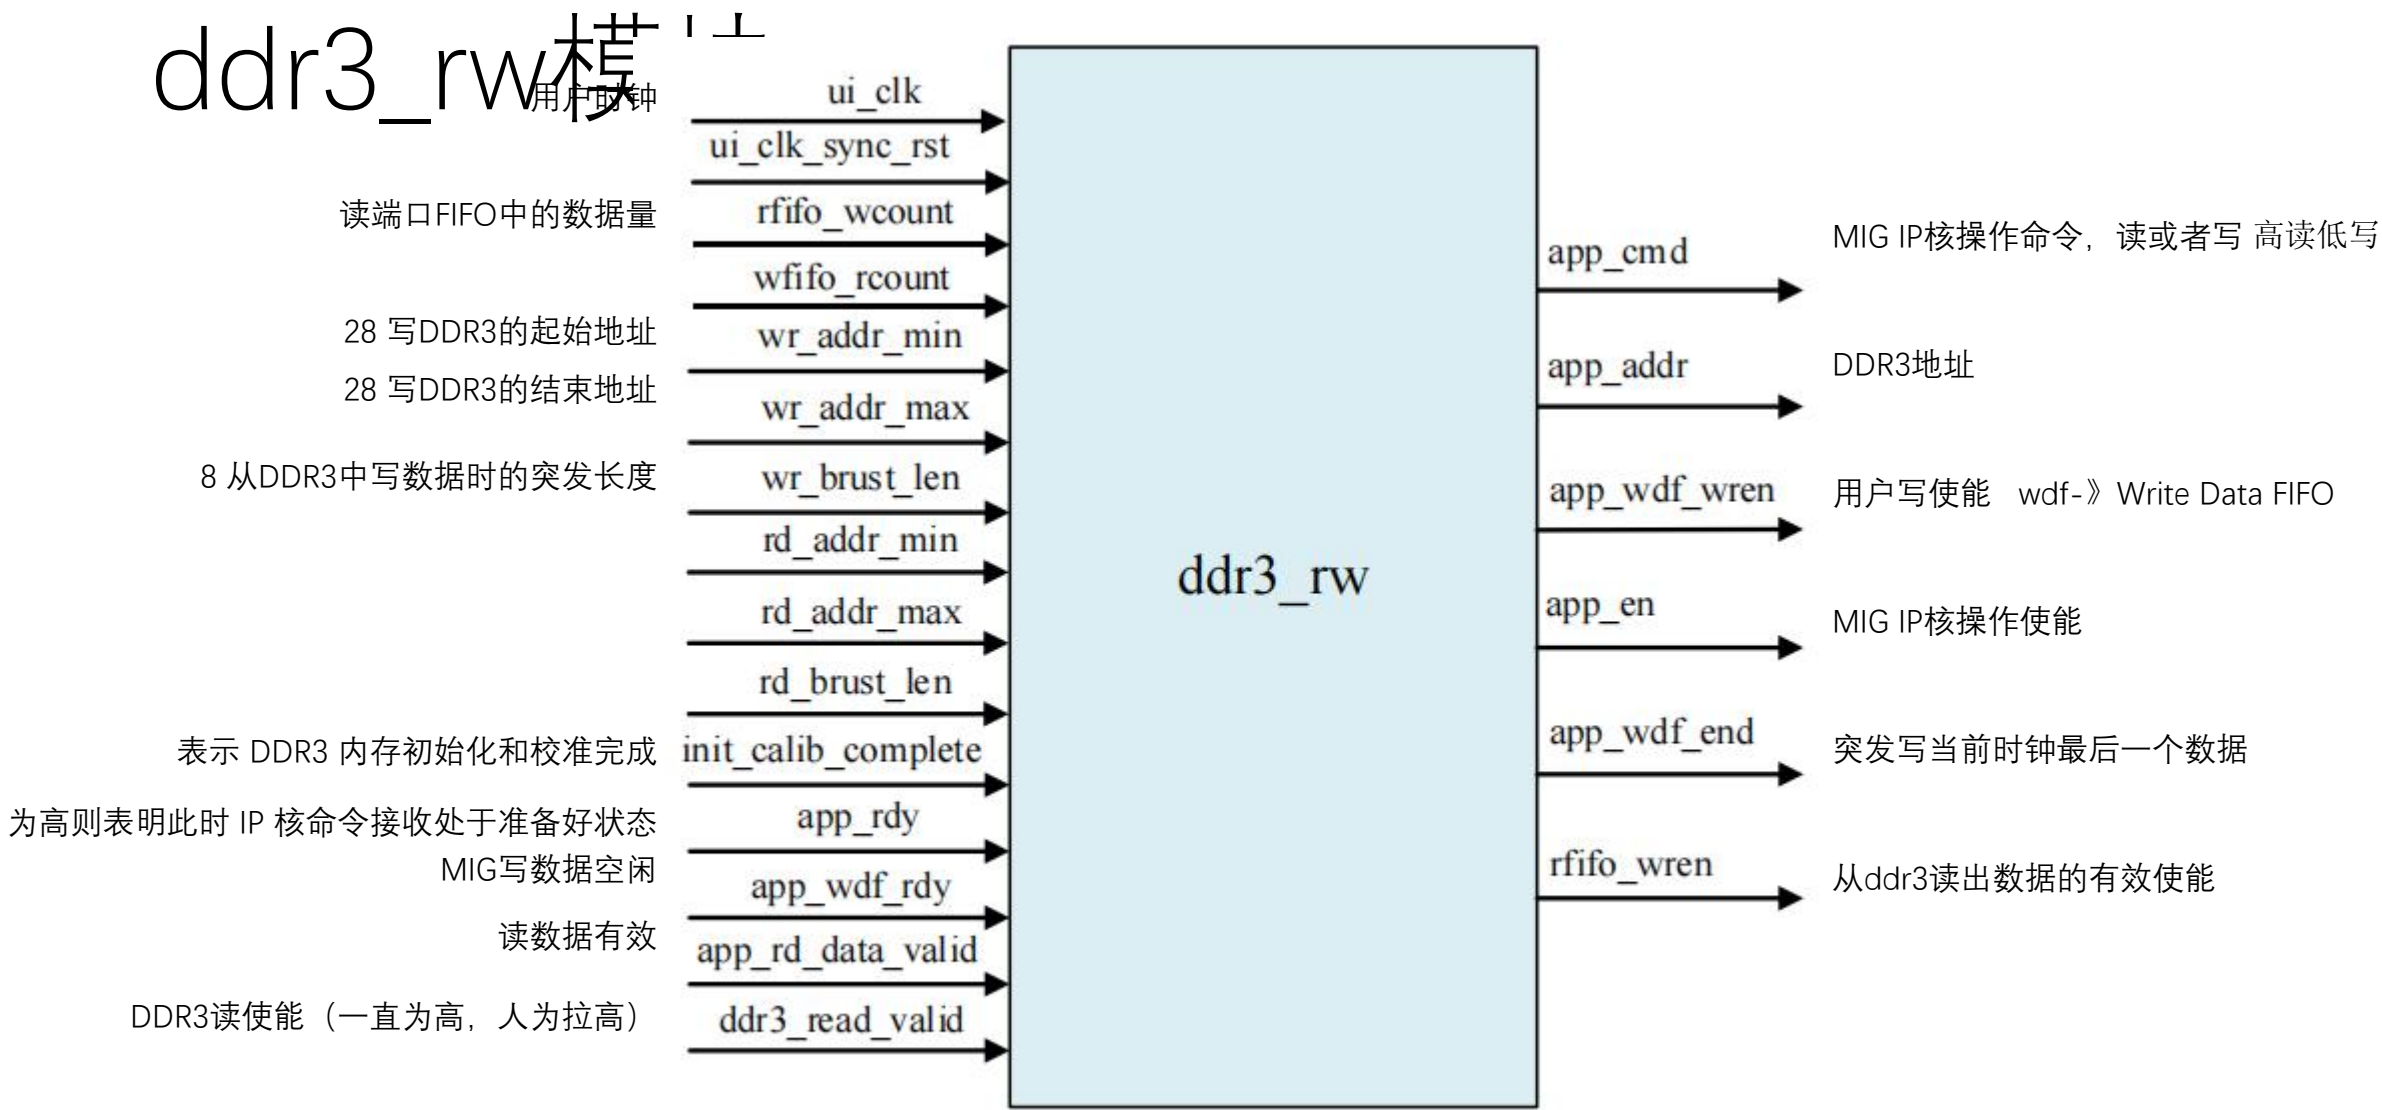 ddr3_rw模
用户时钟 ui_clk
ui_clk_sync_rst
读端口FIFO中的数据量 rfifo_wcount
wfifo_rcount
28 写DDR3的起始地址 wr_addr_min
28 写DDR3的结束地址 wr_addr_max
8 从DDR3中写数据时的突发长度 wr_brust_len
rd_addr_min
rd_addr_max
rd_brust_len
表示 DDR3 内存初始化和校准完成 init_calib_complete
为高则表明此时 IP 核命令接收处于准备好状态 app_rdy
MIG写数据空闲 app_wdf_rdy
读数据有效 app_rd_data_valid
DDR3读使能（一直为高，人为拉高） ddr3_read_valid
ddr3_rw
app_cmd MIG IP核操作命令，读或者写 高读低写
app_addr DDR3地址
app_wdf_wren 用户写使能 wdf-》Write Data FIFO
app_en MIG IP核操作使能
app_wdf_end 突发写当前时钟最后一个数据
rfifo_wren 从ddr3读出数据的有效使能